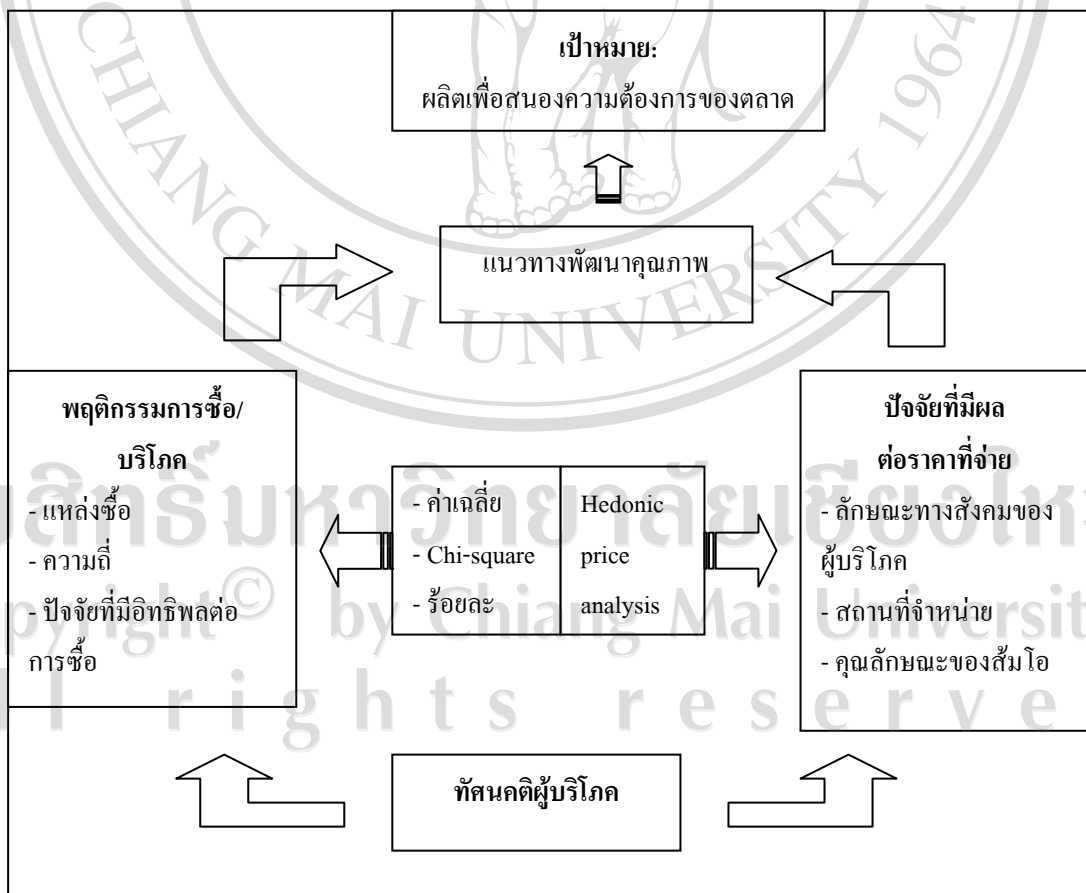 เป้าหมาย:
ผลิตเพื่อสนองความต้องการของตลาด
แนวทางพัฒนาคุณภาพ
พฤติกรรมการซื้อ/
บริโภค
- แหล่งซื้อ
- ความถี่
- ปัจจัยที่มีอิทธิพลต่อ
การซื้อ
- ค่าเฉลี่ย
- Chi-square
- ร้อยละ
Hedonic
price
analysis
ปัจจัยที่มีผล
ต่อราคาที่จ่าย
- ลักษณะทางสังคมของ
ผู้บริโภค
- สถานที่จำหน่าย
- คุณลักษณะของส้มโอ
ทัศนคติผู้บริโภค
CHIANG MAI UNIVERSITY 1964
สิทธิ์มหาวิทยาลัยเชียงให
pyright© by Chiang Mai Universit
l rights reserve